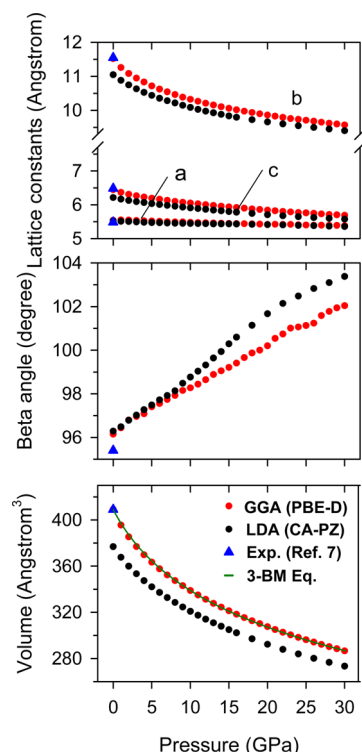 Lattice constants (Angstrom)
12
11
10
7
6
5
b
a
c
Beta angle (degree)
104
102
100
98
96
Volume (Angstrom³)
400
360
320
280
GGA (PBE-D)
LDA (CA-PZ)
Exp. (Ref. 7)
3-BM Eq.
0 5 10 15 20 25 30
Pressure (GPa)